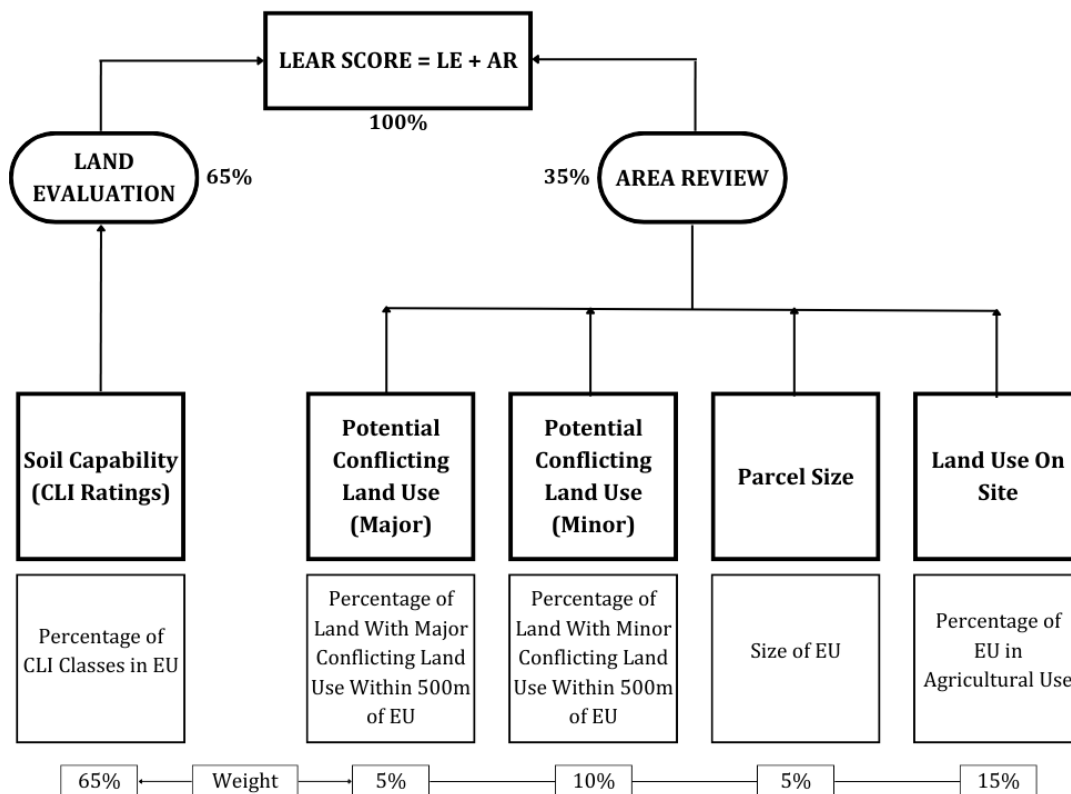 LEAR SCORE = LE + AR
100%
LAND
EVALUATION
65%
35%
AREA REVIEW
Soil Capability
(CLI Ratings)
Potential
Conflicting
Land Use
(Major)
Potential
Conflicting
Land Use
(Minor)
Parcel Size
Land Use On
Site
Percentage of
CLI Classes in EU
Percentage of
Land With Major
Conflicting Land
Use Within 500m
of EU
Percentage of
Land With Minor
Conflicting Land
Use Within 500m
of EU
Size of EU
Percentage of
EU in
Agricultural Use
65%
Weight
5%
10%
5%
15%